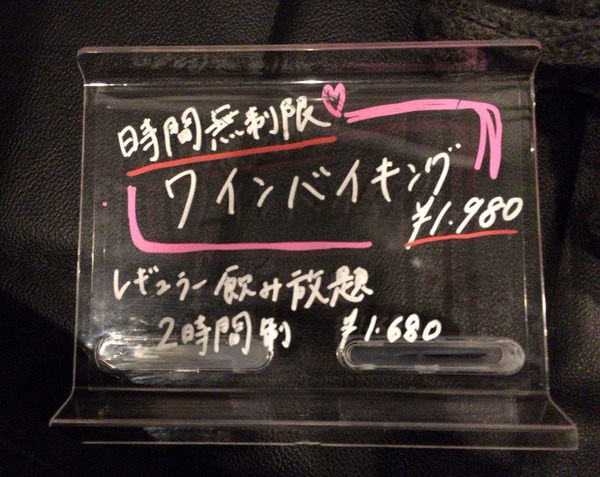 時間無制限♡
ワインバイキング
¥1.980
レギュラー飲み放題
2時間制 ¥1.680